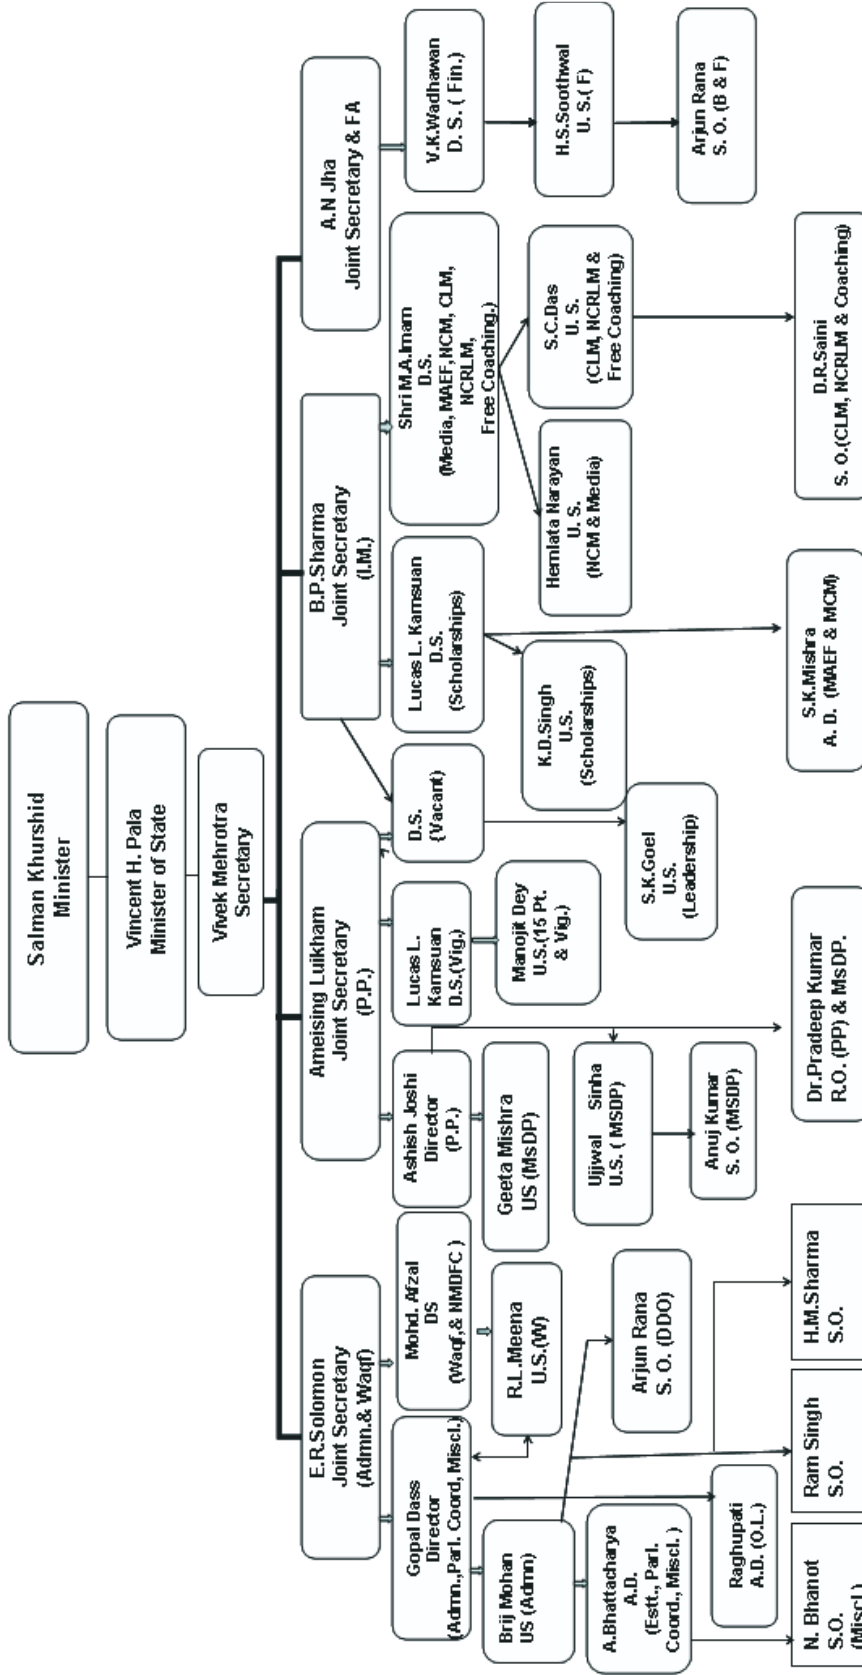 Salman Khurshid
Minister
Vincent H. Pala
Minister of State
Vivek Mehrotra
Secretary
E.R.Solomon
Joint Secretary
(Admn.& Waqf)
Ameising Luikham
Joint Secretary
(P.P.)
B.P.Sharma
Joint Secretary
(I.M.)
A.N Jha
Joint Secretary & FA
Gopal Dass
Director
(Admn.,Parl. Coord, Miscl.)
Mohd. Afzal
DS
(Waqf,& NMDFC )
Ashish Joshi
Director
(P.P.)
Lucas L.
Kamsuan
D.S.(Vig.)
D.S.
(Vacant)
Lucas L. Kamsuan
D.S.
(Scholarships)
Shri M.A.Imam
D.S.
(Media, MAEF,NCM, CLM,
NCRLM,
Free Coaching.)
V.K.Wadhawan
D. S. ( Fin.)
Brij Mohan
US (Admn)
R.L.Meena
U.S.(W)
Geeta Mishra
US (MsDP)
Manojit Dey
U.S.(15 Pt.
& Vig.)
K.D.Singh
U.S.
(Scholarships)
Hemlata Narayan
U. S.
(NCM & Media)
S.C.Das
U. S.
(CLM, NCRLM &
Free Coaching)
H.S.Soothwal
U. S.( F)
A.Bhattacharya
A.D.
(Estt., Parl.
Coord., Miscl. )
Arjun Rana
S. O. (DDO)
Ujjwal Sinha
U.S. ( MSDP)
S.K.Goel
U.S.
(Leadership)
Raghupati
A.D. (O.L.)
Anuj Kumar
S. O. (MSDP)
Arjun Rana
S. O. (B & F)
N. Bhanot
S.O.
(Miscl.)
Ram Singh
S.O.
H.M.Sharma
S.O.
Dr.Pradeep Kumar
R.O. (PP) & MsDP.
S.K.Mishra
A. D. (MAEF & MCM)
D.R.Saini
S. O.(CLM, NCRLM & Coaching)